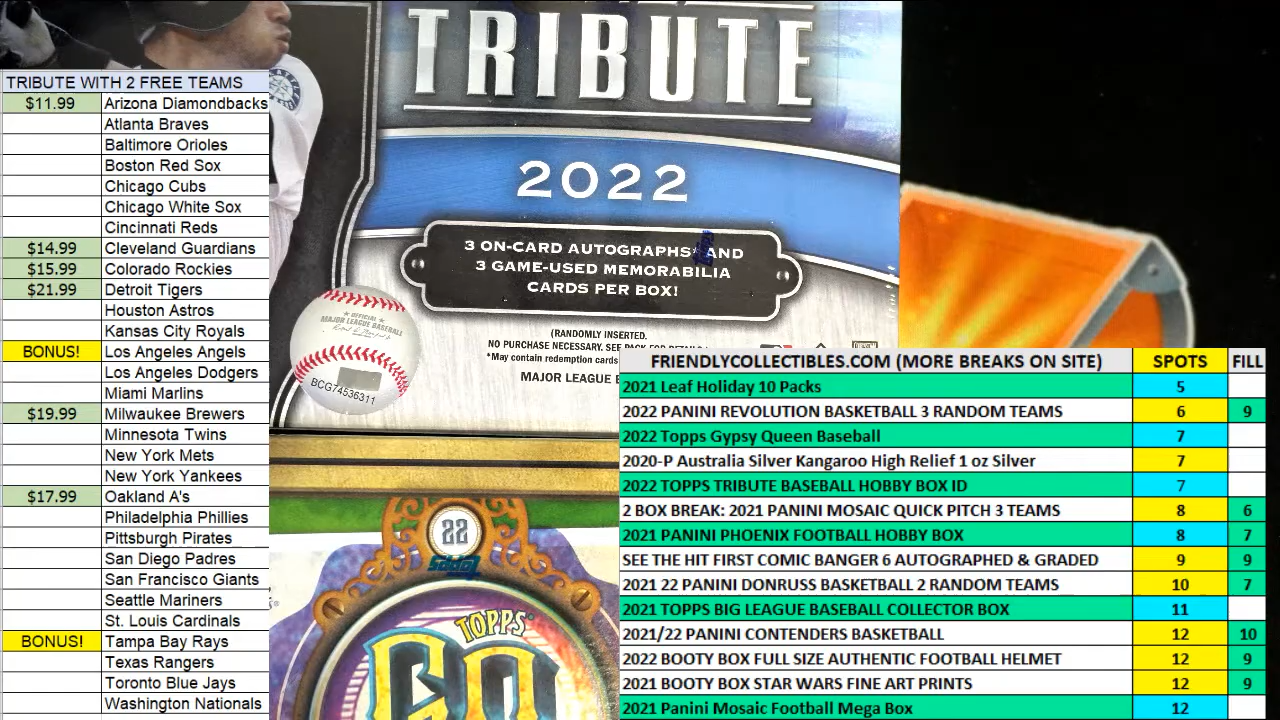 TRIBUTE
2022
3 ON-CARD AUTOGRAPHS* AND
3 GAME-USED MEMORABILIA
CARDS PER BOX!
(RANDOMLY INSERTED.
NO PURCHASE NECESSARY. SEE PACK FOR DETAILS
*May contain redemption cards
MAJOR LEAGUE B
OFFICIAL
MAJOR LEAGUE BASEBALL
BCG74536311
22
TOPPS
GQ
TRIBUTE WITH 2 FREE TEAMS
$11.99 Arizona Diamondbacks
Atlanta Braves
Baltimore Orioles
Boston Red Sox
Chicago Cubs
Chicago White Sox
Cincinnati Reds
$14.99 Cleveland Guardians
$15.99 Colorado Rockies
$21.99 Detroit Tigers
Houston Astros
Kansas City Royals
BONUS! Los Angeles Angels
Los Angeles Dodgers
Miami Marlins
$19.99 Milwaukee Brewers
Minnesota Twins
New York Mets
New York Yankees
$17.99 Oakland A's
Philadelphia Phillies
Pittsburgh Pirates
San Diego Padres
San Francisco Giants
Seattle Mariners
St. Louis Cardinals
BONUS! Tampa Bay Rays
Texas Rangers
Toronto Blue Jays
Washington Nationals
FRIENDLYCOLLECTIBLES.COM (MORE BREAKS ON SITE) SPOTS FILL
2021 Leaf Holiday 10 Packs 5
2022 PANINI REVOLUTION BASKETBALL 3 RANDOM TEAMS 6 9
2022 Topps Gypsy Queen Baseball 7
2020-P Australia Silver Kangaroo High Relief 1 oz Silver 7
2022 TOPPS TRIBUTE BASEBALL HOBBY BOX ID 7
2 BOX BREAK: 2021 PANINI MOSAIC QUICK PITCH 3 TEAMS 8 6
2021 PANINI PHOENIX FOOTBALL HOBBY BOX 8 7
SEE THE HIT FIRST COMIC BANGER 6 AUTOGRAPHED & GRADED 9 9
2021 22 PANINI DONRUSS BASKETBALL 2 RANDOM TEAMS 10 7
2021 TOPPS BIG LEAGUE BASEBALL COLLECTOR BOX 11
2021/22 PANINI CONTENDERS BASKETBALL 12 10
2022 BOOTY BOX FULL SIZE AUTHENTIC FOOTBALL HELMET 12 9
2021 BOOTY BOX STAR WARS FINE ART PRINTS 12 9
2021 Panini Mosaic Football Mega Box 12